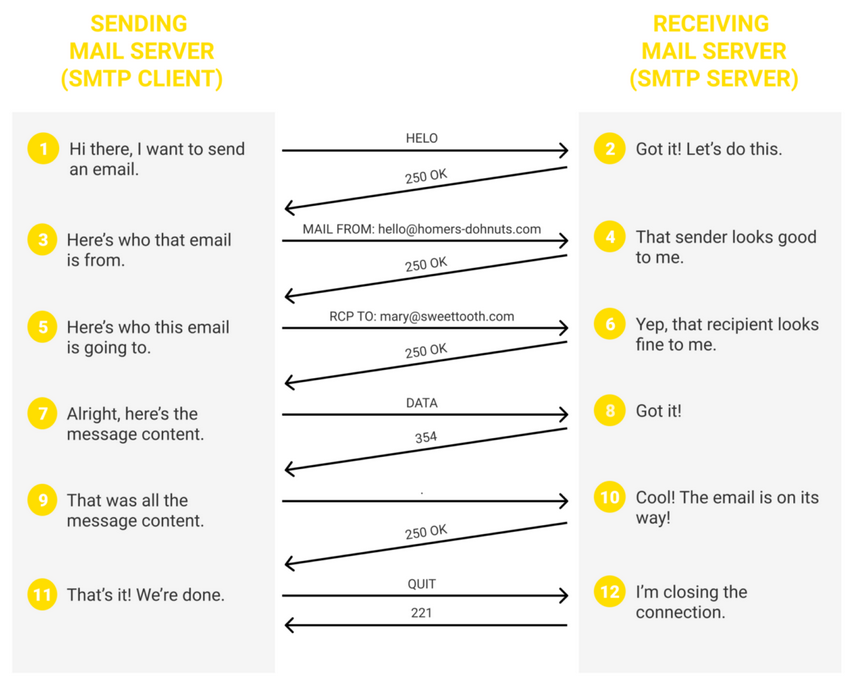 SENDING
MAIL SERVER
(SMTP CLIENT)
RECEIVING
MAIL SERVER
(SMTP SERVER)
1 Hi there, I want to send
an email.
HELO
2 Got it! Let’s do this.
250 OK
3 Here’s who that email
is from.
MAIL FROM: hello@homers-dohnuts.com
4 That sender looks good
to me.
250 OK
5 Here’s who this email
is going to.
RCP TO: mary@sweettooth.com
6 Yep, that recipient looks
fine to me.
250 OK
7 Alright, here’s the
message content.
DATA
8 Got it!
354
9 That was all the
message content.
.
10 Cool! The email is on its
way!
250 OK
11 That’s it! We’re done.
QUIT
12 I’m closing the
connection.
221